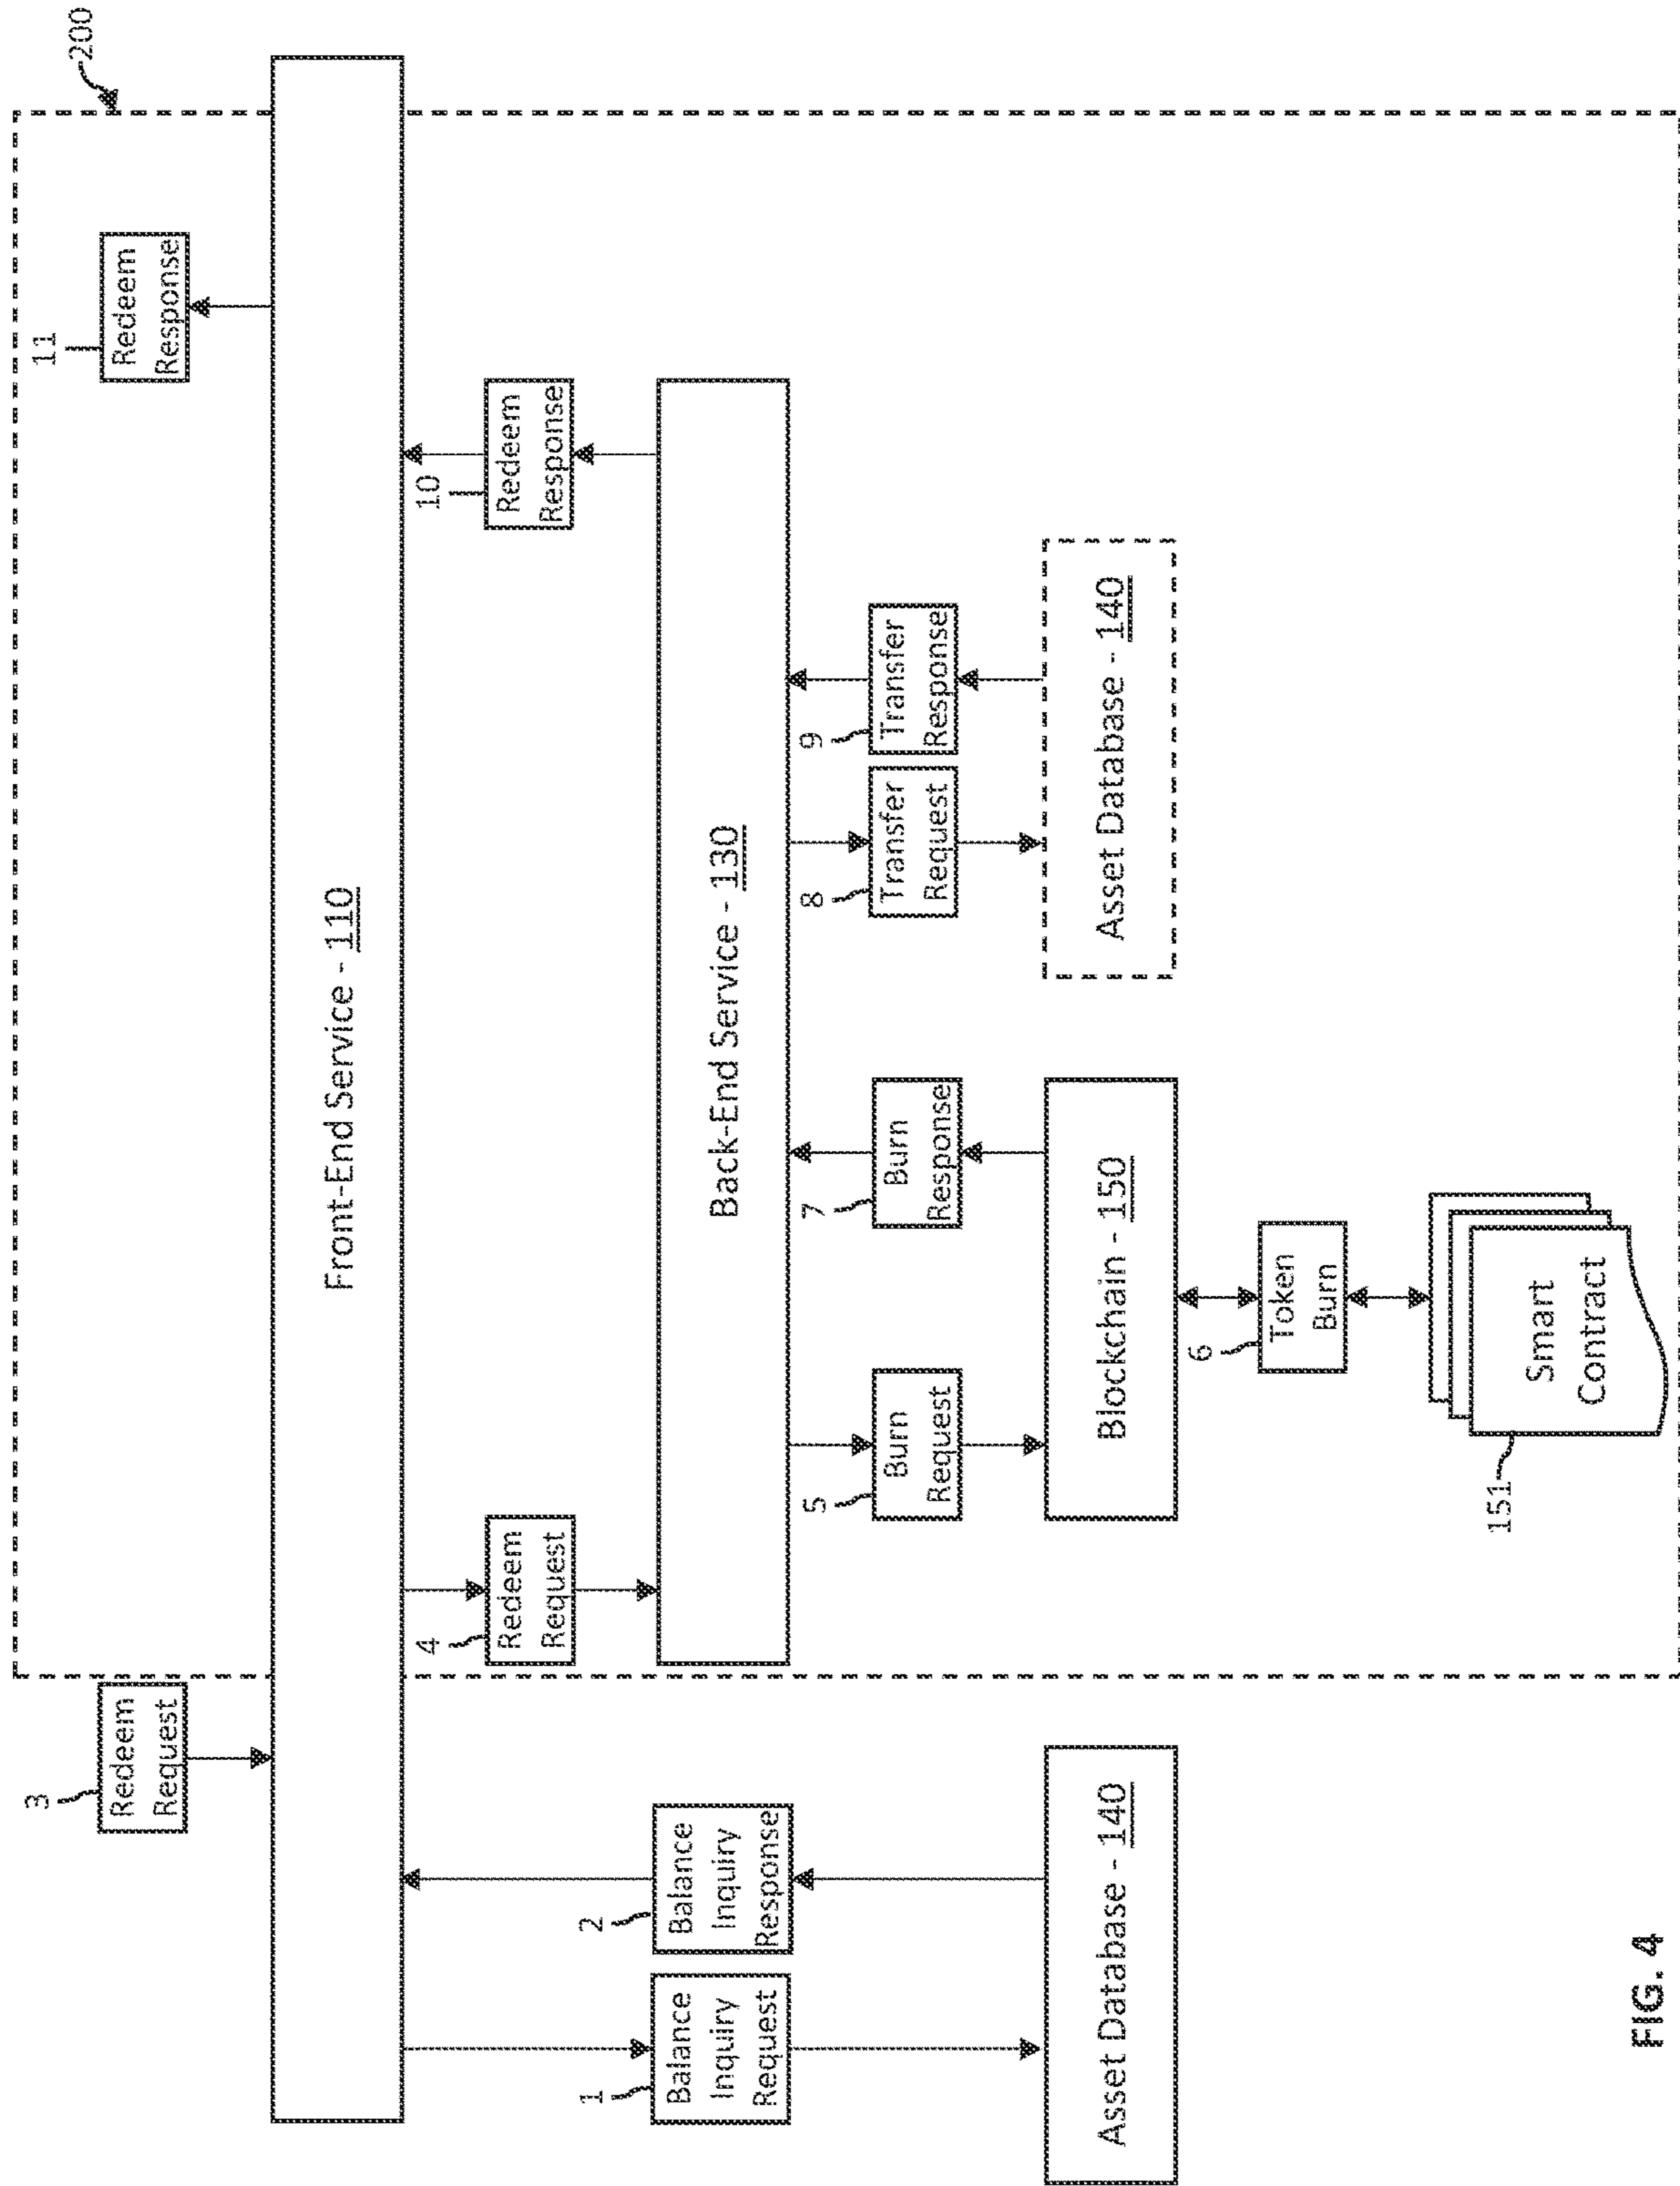 200
3
Redeem
Request
11
Redeem
Response
Front-End Service - 110
1
Balance
Inquiry
Request
2
Balance
Inquiry
Response
4
Redeem
Request
10
Redeem
Response
Back-End Service - 130
5
Burn
Request
7
Burn
Response
8
Transfer
Request
9
Transfer
Response
Asset Database - 140
Blockchain - 150
Asset Database - 140
6
Token
Burn
151
Smart
Contract
FIG. 4